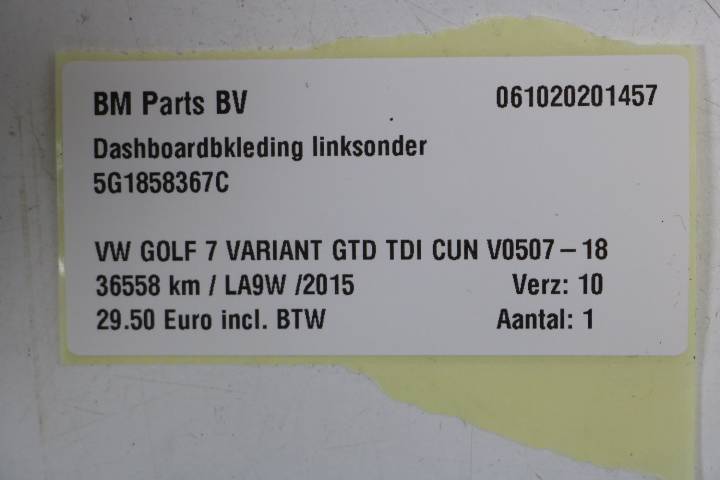 BM Parts BV 061020201457
Dashboardbkleding linksonder
5G1858367C
VW GOLF 7 VARIANT GTD TDI CUN V0507-18
36558 km / LA9W /2015 Verz: 10
29.50 Euro incl. BTW Aantal: 1